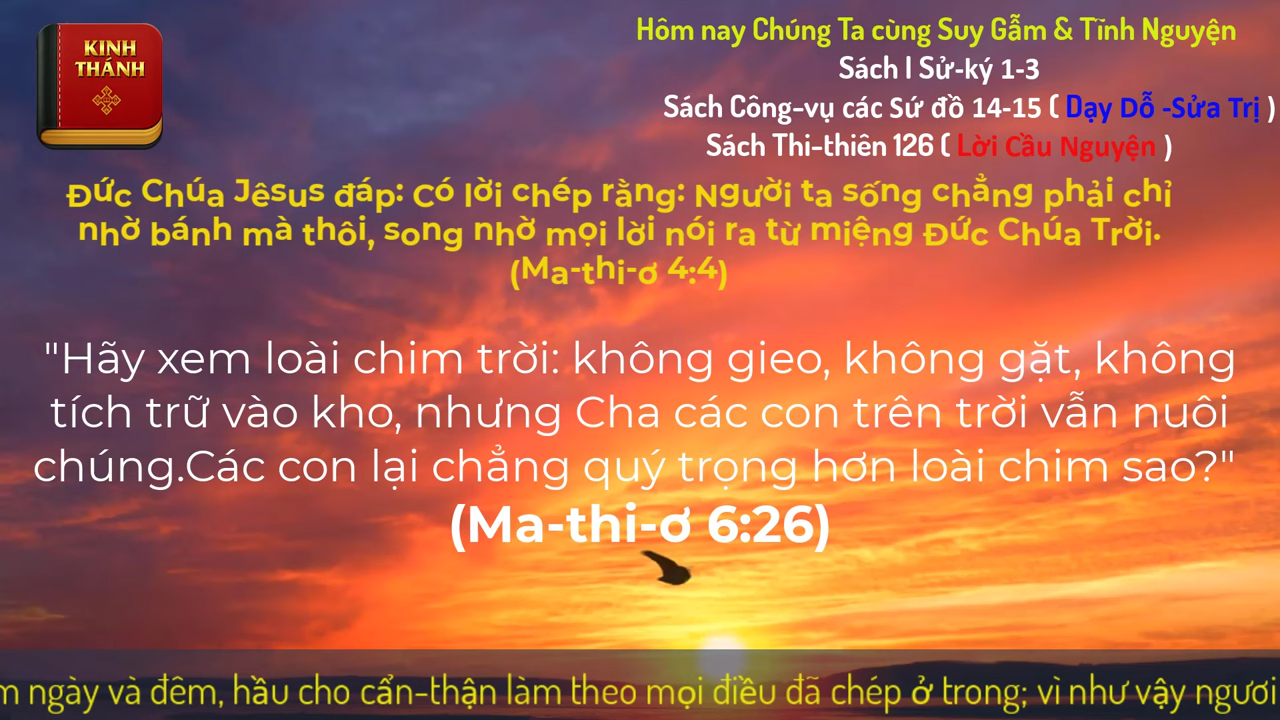 KINH
THÁNH
Hôm nay Chúng Ta cùng Suy Gẫm & Tĩnh Nguyện
Sách I Sử-ký 1-3
Sách Công-vụ các Sứ đồ 14-15 ( Dạy Dỗ -Sửa Trị )
Sách Thi-thiên 126 ( Lời Cầu Nguyện )
Đức Chúa Jêsus đáp: Có lời chép rằng: Người ta sống chẳng phải chỉ
nhờ bánh mà thôi, song nhờ mọi lời nói ra từ miệng Đức Chúa Trời.
(Ma-thi-ơ 4:4)
"Hãy xem loài chim trời: không gieo, không gặt, không
tích trữ vào kho, nhưng Cha các con trên trời vẫn nuôi
chúng.Các con lại chẳng quý trọng hơn loài chim sao?"
(Ma-thi-ơ 6:26)
m ngày và đêm, hầu cho cẩn-thận làm theo mọi điều đã chép ở trong; vì như vậy ngươi